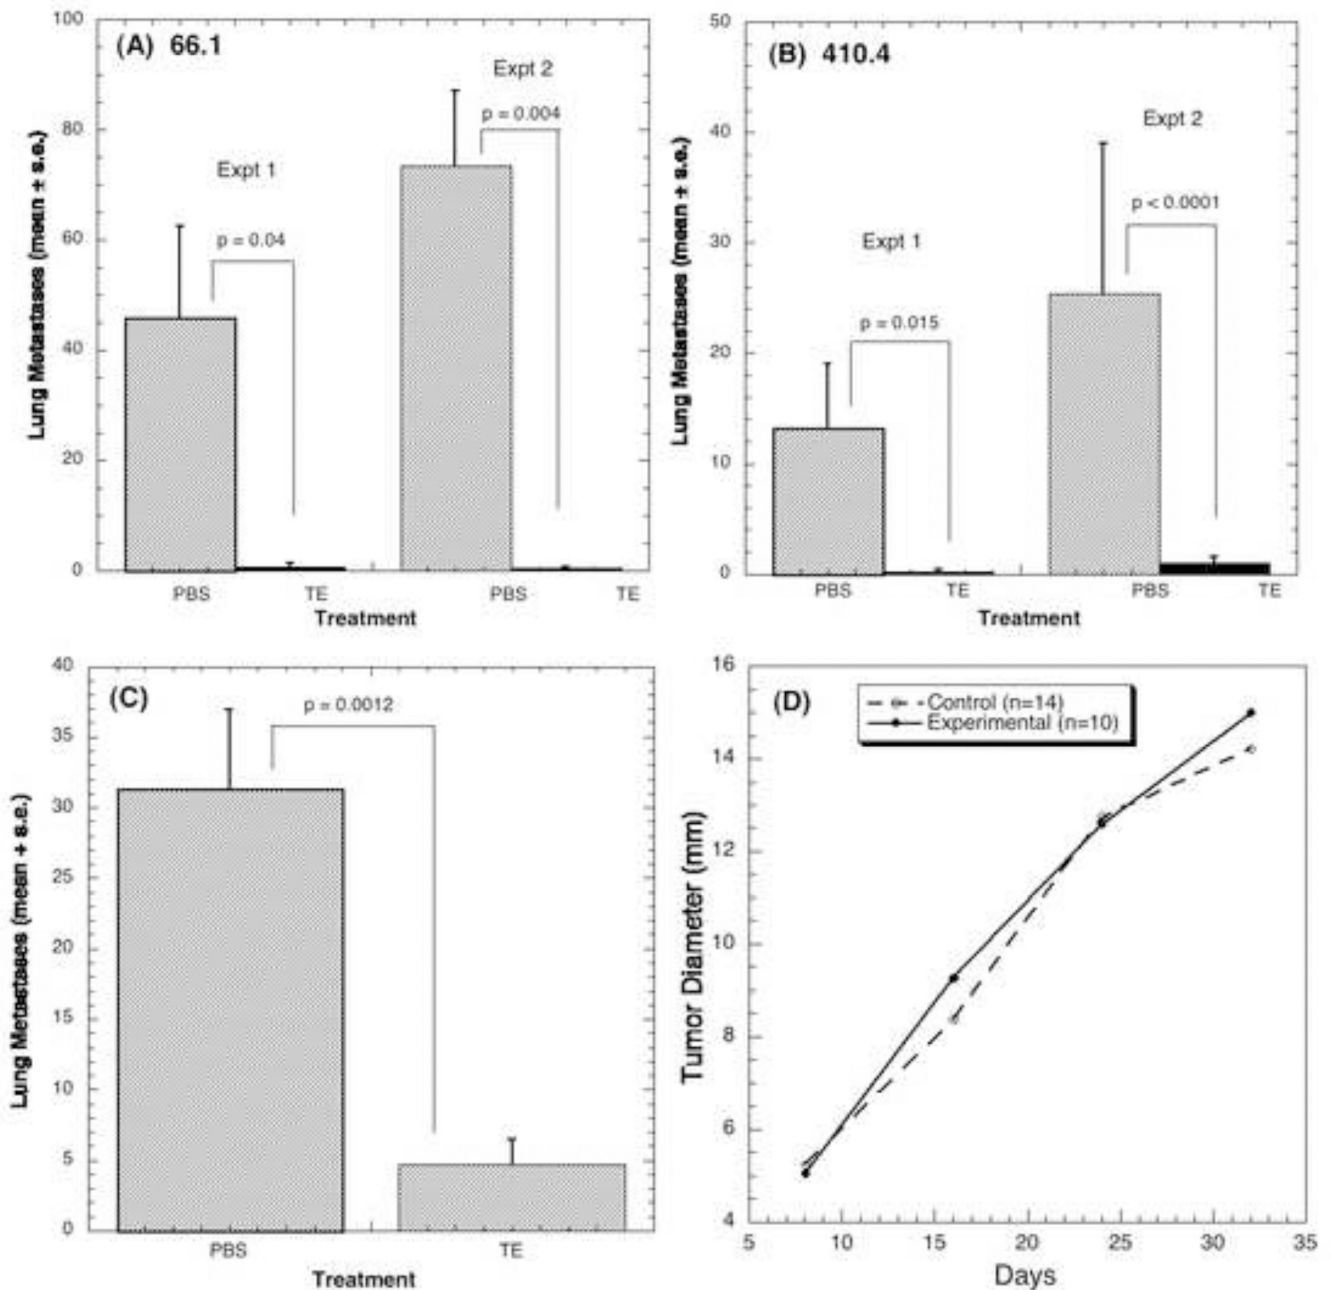 (A) 66.1
Expt 1
p = 0.04
Expt 2
p = 0.004
100
80
60
40
20
0
Lung Metastases (mean ± s.e.)
PBS
TE
PBS
TE
Treatment
(B) 410.4
Expt 1
p = 0.015
Expt 2
p < 0.0001
50
40
30
20
10
0
Lung Metastases (mean ± s.e.)
PBS
TE
PBS
TE
Treatment
(C)
p = 0.0012
40
35
30
25
20
15
10
5
0
Lung Metastases (mean + s.e.)
PBS
TE
Treatment
(D)
Control (n=14)
Experimental (n=10)
16
14
12
10
8
6
4
Tumor Diameter (mm)
5
10
15
20
25
30
35
Days